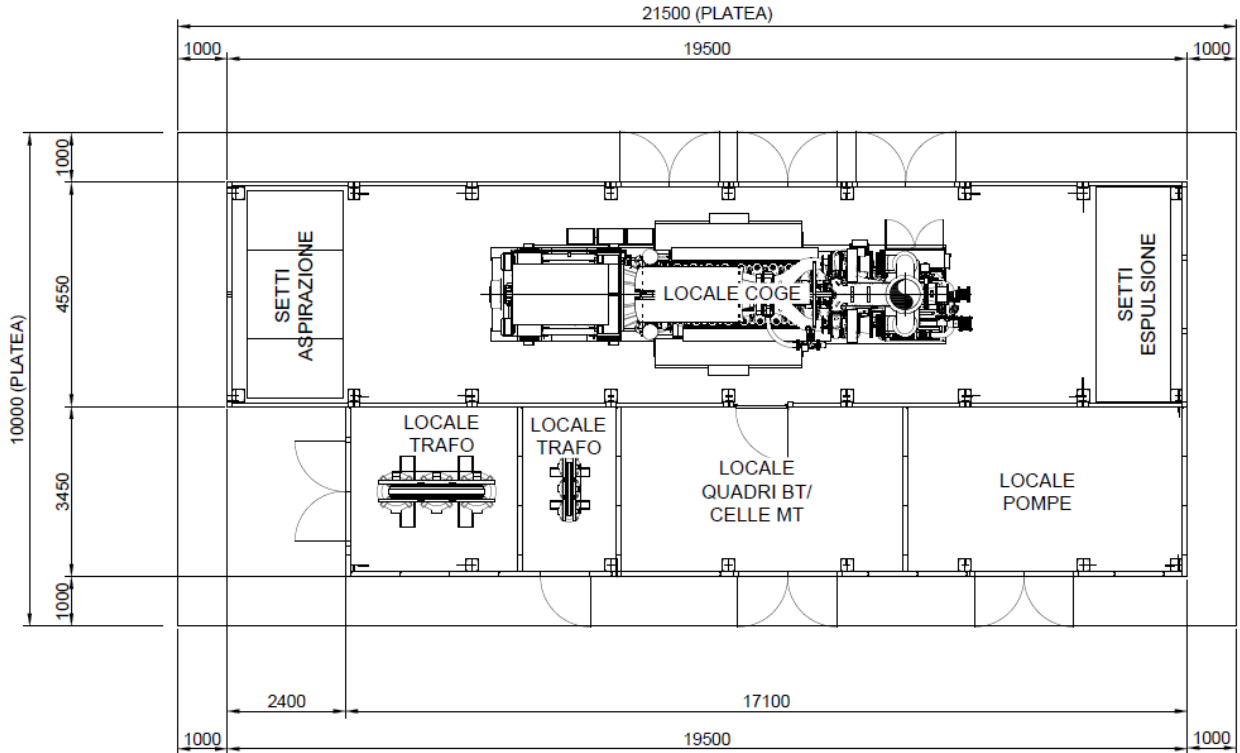 21500 (PLATEA)
1000
19500
1000
10000 (PLATEA)
1000
4550
3450
1000
SETTI
ASPIRAZIONE
LOCALE COGE
SETTI
ESPULSIONE
LOCALE
TRAFO
LOCALE
TRAFO
LOCALE
QUADRI BT/
CELLE MT
LOCALE
POMPE
2400
17100
1000
19500
1000